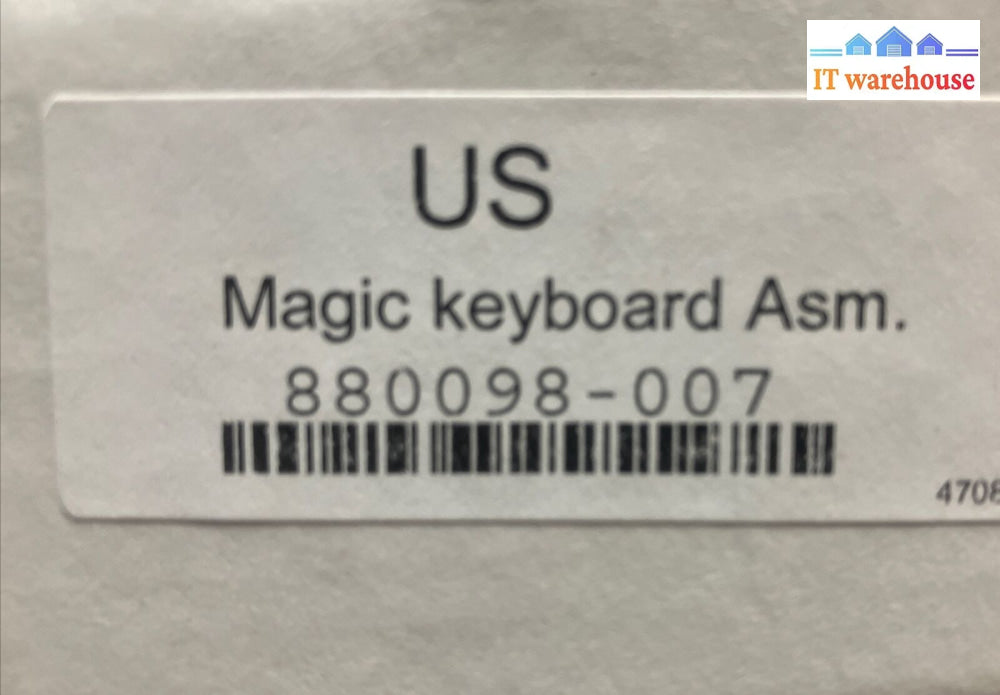 IT warehouse
US
Magic keyboard Asm.
880098-007
4708